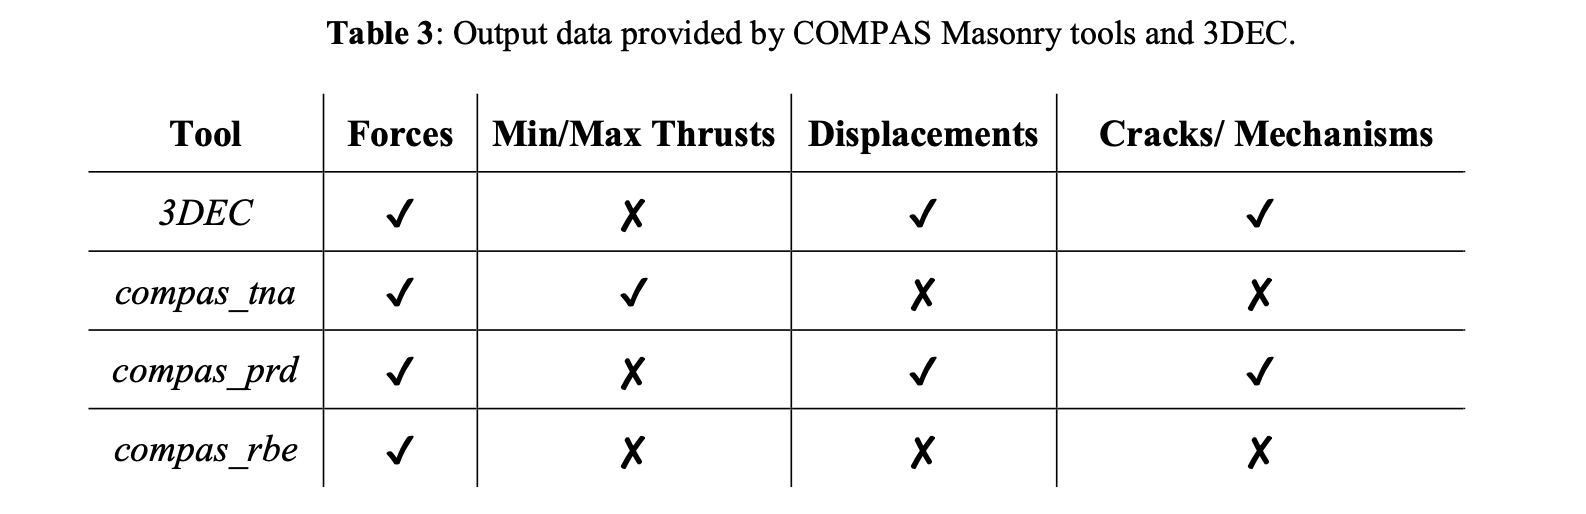 Table 3: Output data provided by COMPAS Masonry tools and 3DEC.
Tool Forces Min/Max Thrusts Displacements Cracks/ Mechanisms
3DEC ✓ ✗ ✓ ✓
compas_tna ✓ ✓ ✗ ✗
compas_prd ✓ ✗ ✓ ✓
compas_rbe ✓ ✗ ✗ ✗